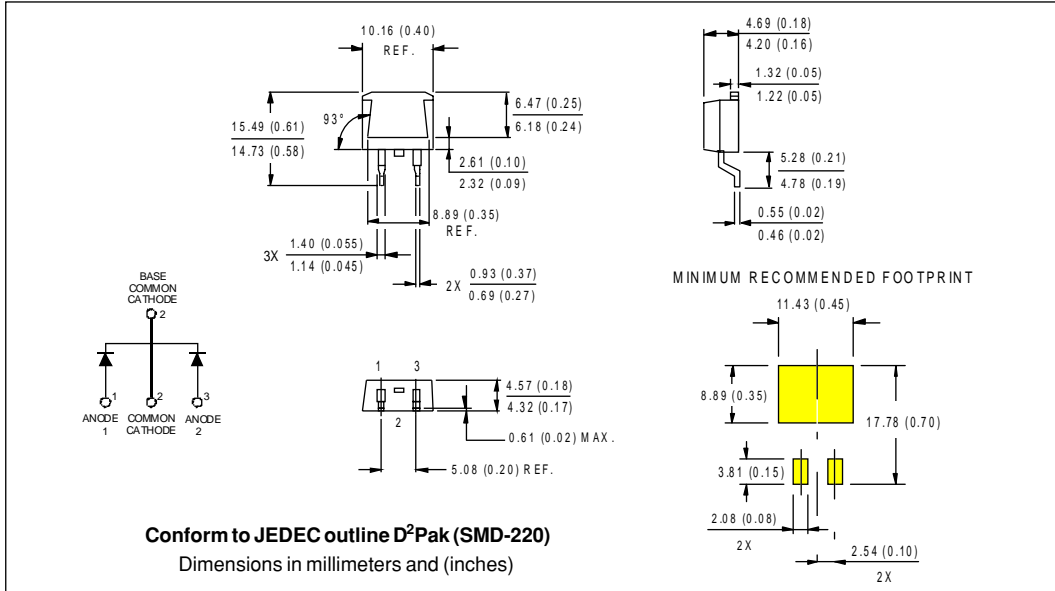 10.16 (0.40)
REF.
15.49 (0.61)
14.73 (0.58)
93°
6.47 (0.25)
6.18 (0.24)
2.61 (0.10)
2.32 (0.09)
8.89 (0.35)
REF.
3X
1.40 (0.055)
1.14 (0.045)
2X
0.93 (0.37)
0.69 (0.27)
4.69 (0.18)
4.20 (0.16)
1.32 (0.05)
1.22 (0.05)
5.28 (0.21)
4.78 (0.19)
0.55 (0.02)
0.46 (0.02)
BASE
COMMON
CATHODE
2
1
2
3
ANODE
1
COMMON
CATHODE
ANODE
2
1
3
2
4.57 (0.18)
4.32 (0.17)
0.61 (0.02) MAX.
5.08 (0.20) REF.
MINIMUM RECOMMENDED FOOTPRINT
11.43 (0.45)
8.89 (0.35)
17.78 (0.70)
3.81 (0.15)
2.08 (0.08)
2X
2.54 (0.10)
2X
Conform to JEDEC outline D²Pak (SMD-220)
Dimensions in millimeters and (inches)